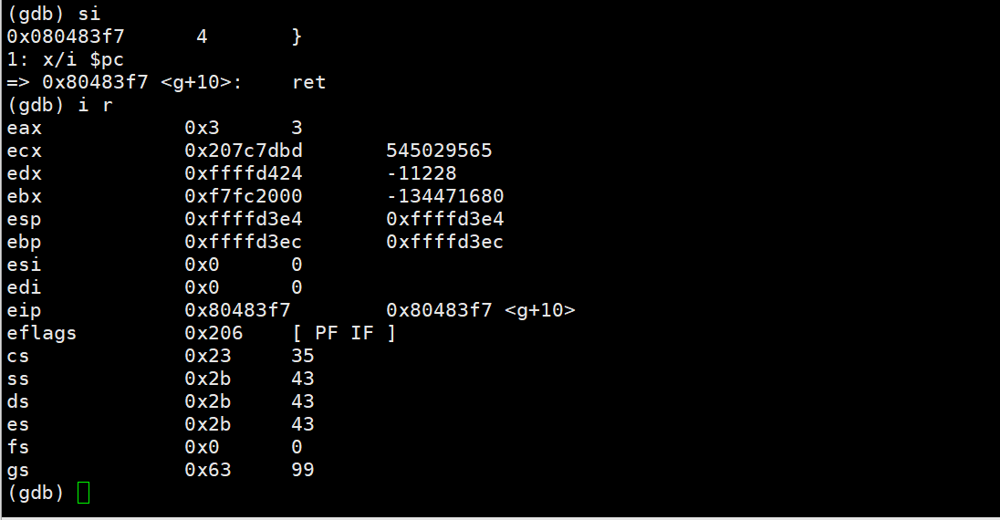 (gdb) si
0x080483f7      4       }
1: x/i $pc
=> 0x80483f7 <g+10>:    ret
(gdb) i r
eax            0x3      3
ecx            0x207c7dbd       545029565
edx            0xffffd424       -11228
ebx            0xf7fc2000       -134471680
esp            0xffffd3e4       0xffffd3e4
ebp            0xffffd3ec       0xffffd3ec
esi            0x0      0
edi            0x0      0
eip            0x80483f7        0x80483f7 <g+10>
eflags         0x206    [ PF IF ]
cs             0x23     35
ss             0x2b     43
ds             0x2b     43
es             0x2b     43
fs             0x0      0
gs             0x63     99
(gdb)